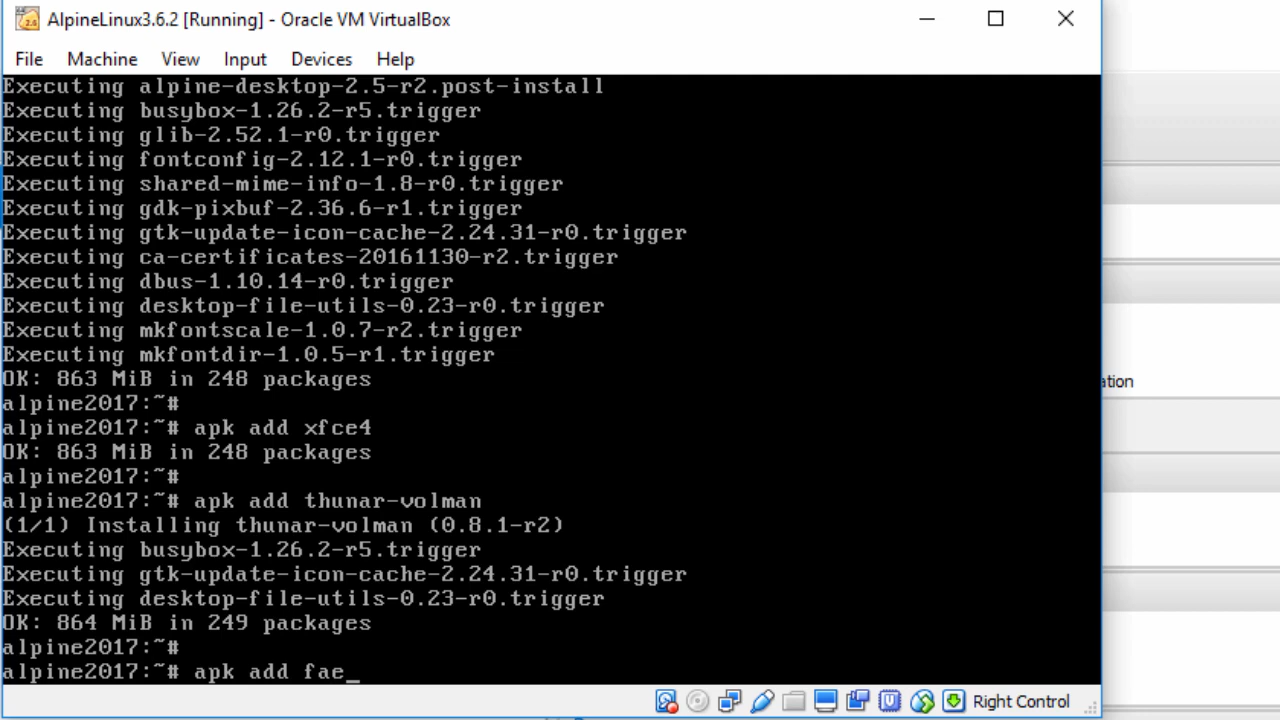 AlpineLinux3.6.2 [Running] - Oracle VM VirtualBox
File Machine View Input Devices Help
Executing alpine-desktop-2.5-r2.post-install
Executing busybox-1.26.2-r5.trigger
Executing glib-2.52.1-r0.trigger
Executing fontconfig-2.12.1-r0.trigger
Executing shared-mime-info-1.8-r0.trigger
Executing gdk-pixbuf-2.36.6-r1.trigger
Executing gtk-update-icon-cache-2.24.31-r0.trigger
Executing ca-certificates-20161130-r2.trigger
Executing dbus-1.10.14-r0.trigger
Executing desktop-file-utils-0.23-r0.trigger
Executing mkfontscale-1.0.7-r2.trigger
Executing mkfontdir-1.0.5-r1.trigger
OK: 863 MiB in 248 packages
alpine2017:~#
alpine2017:~# apk add xfce4
OK: 863 MiB in 248 packages
alpine2017:~#
alpine2017:~# apk add thunar-volman
(1/1) Installing thunar-volman (0.8.1-r2)
Executing busybox-1.26.2-r5.trigger
Executing gtk-update-icon-cache-2.24.31-r0.trigger
Executing desktop-file-utils-0.23-r0.trigger
OK: 864 MiB in 249 packages
alpine2017:~#
alpine2017:~# apk add fae_
Right Control